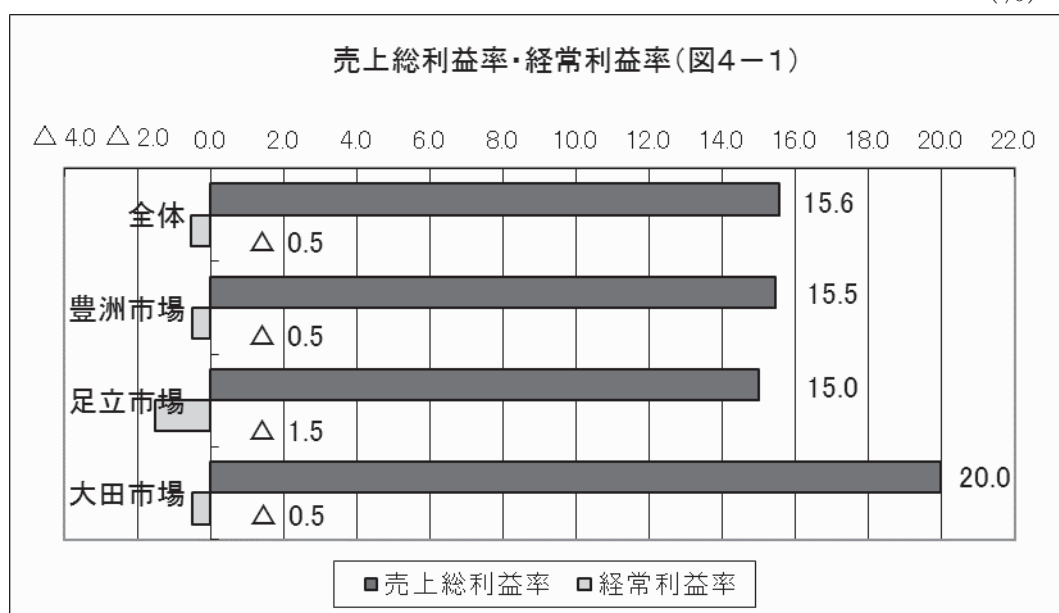 (%)
売上総利益率・経常利益率(図4－1)
△ 4.0 △ 2.0 0.0 2.0 4.0 6.0 8.0 10.0 12.0 14.0 16.0 18.0 20.0 22.0
全体 15.6
△ 0.5
豊洲市場 15.5
△ 0.5
足立市場 15.0
△ 1.5
大田市場 20.0
△ 0.5
売上総利益率 経常利益率